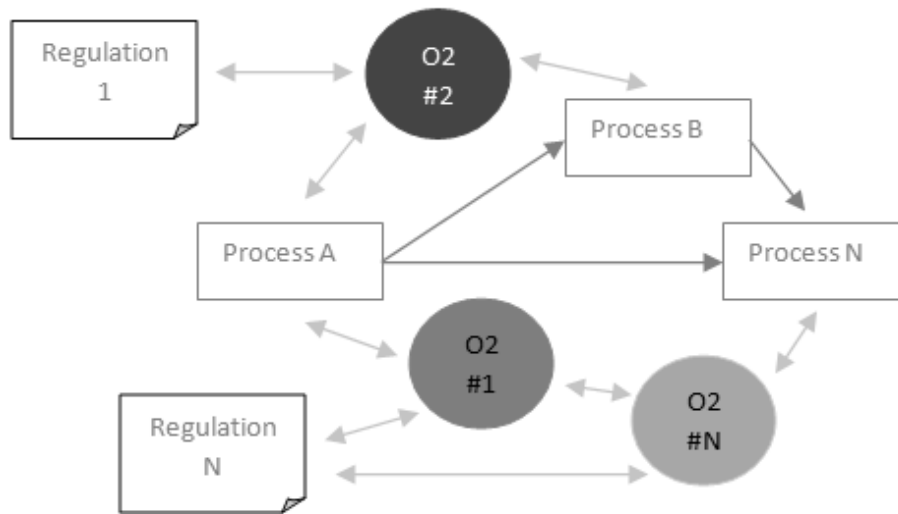 Regulation
1
O2
#2
Process B
Process A
Process N
O2
#1
O2
#N
Regulation
N